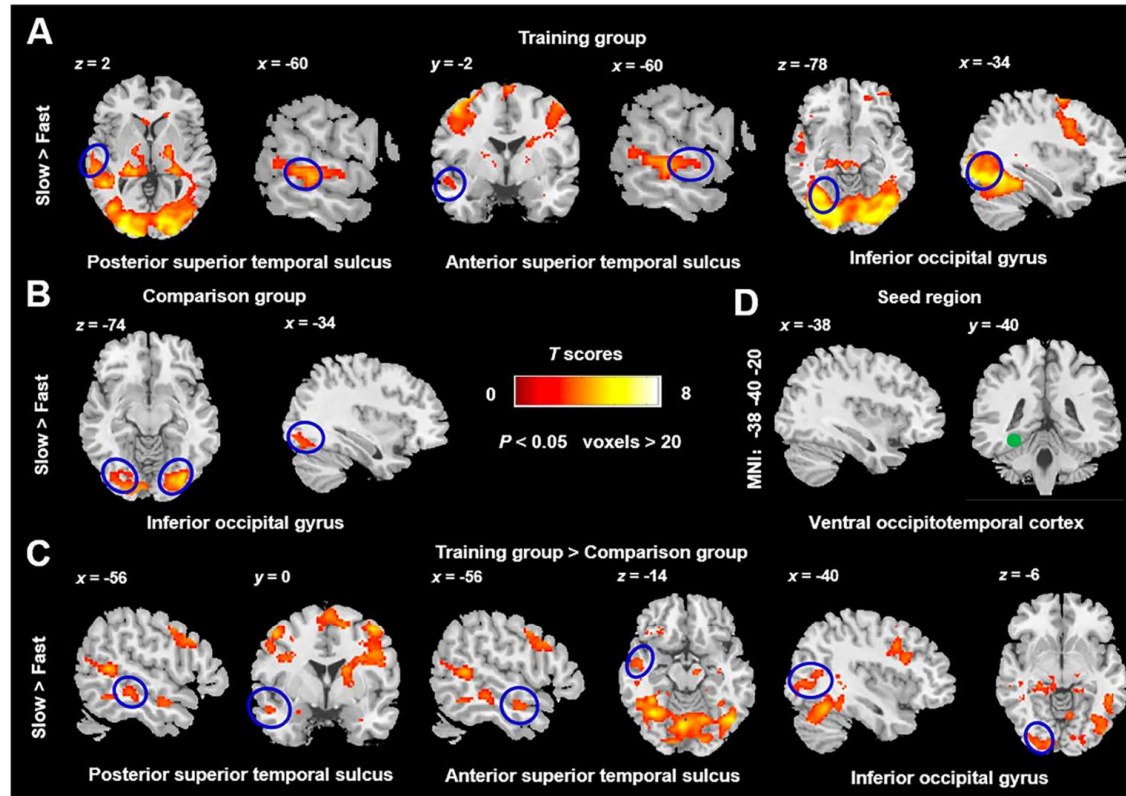 A
Training group
z = 2
x = -60
y = -2
x = -60
z = -78
x = -34
Slow > Fast
Posterior superior temporal sulcus
Anterior superior temporal sulcus
Inferior occipital gyrus
B
Comparison group
z = -74
x = -34
Slow > Fast
Inferior occipital gyrus
T scores
0
8
P < 0.05 voxels > 20
D
Seed region
x = -38
y = -40
MNI: -38 -40 -20
Ventral occipitotemporal cortex
C
Training group > Comparison group
x = -56
y = 0
x = -56
z = -14
x = -40
z = -6
Slow > Fast
Posterior superior temporal sulcus
Anterior superior temporal sulcus
Inferior occipital gyrus